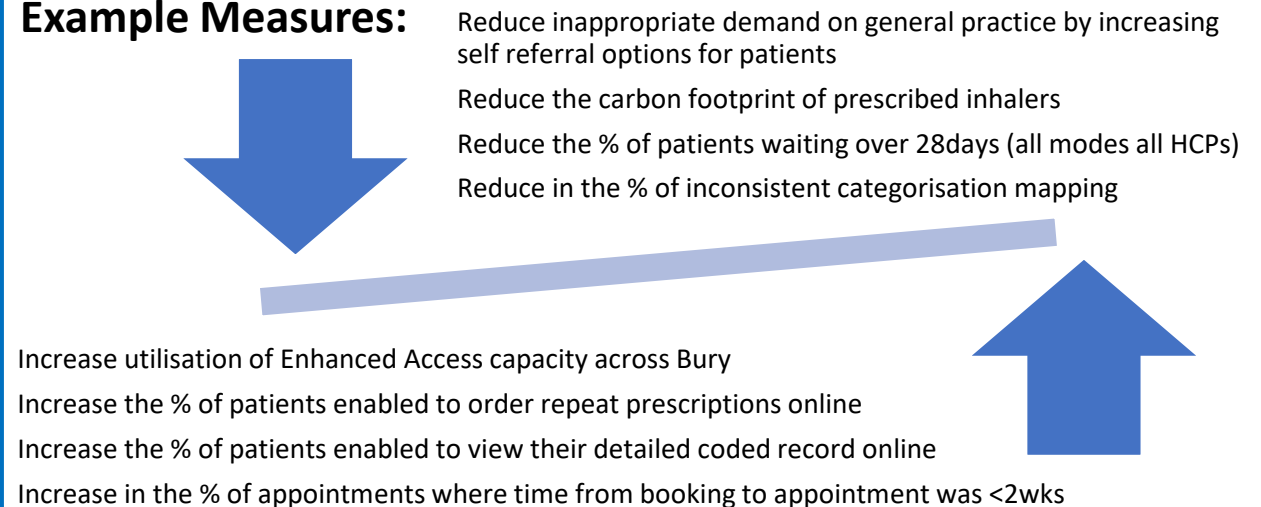 Example Measures:
Reduce inappropriate demand on general practice by increasing
self referral options for patients
Reduce the carbon footprint of prescribed inhalers
Reduce the % of patients waiting over 28days (all modes all HCPs)
Reduce in the % of inconsistent categorisation mapping
Increase utilisation of Enhanced Access capacity across Bury
Increase the % of patients enabled to order repeat prescriptions online
Increase the % of patients enabled to view their detailed coded record online
Increase in the % of appointments where time from booking to appointment was <2wks